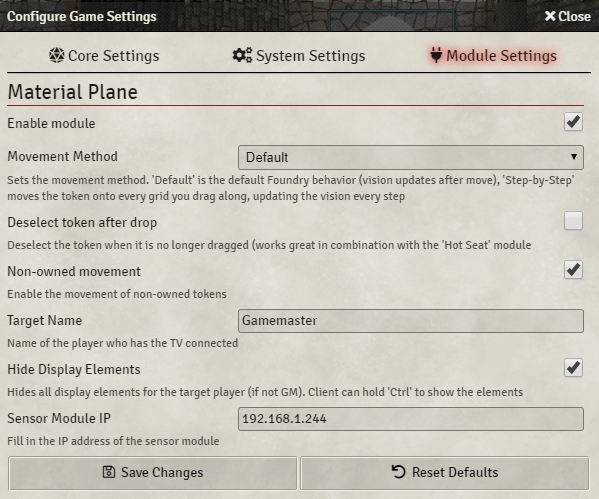 Configure Game Settings
Close
Core Settings
System Settings
Module Settings
Material Plane
Enable module
Movement Method
Default
Sets the movement method. 'Default' is the default Foundry behavior (vision updates after move), 'Step-by-Step'
moves the token onto every grid you drag along, updating the vision every step
Deselect token after drop
Deselect the token when it is no longer dragged (works great in combination with the 'Hot Seat' module
Non-owned movement
Enable the movement of non-owned tokens
Target Name
Gamemaster
Name of the player who has the TV connected
Hide Display Elements
Hides all display elements for the target player (if not GM). Client can hold 'Ctrl' to show the elements
Sensor Module IP
192.168.1.244
Fill in the IP address of the sensor module
Save Changes
Reset Defaults